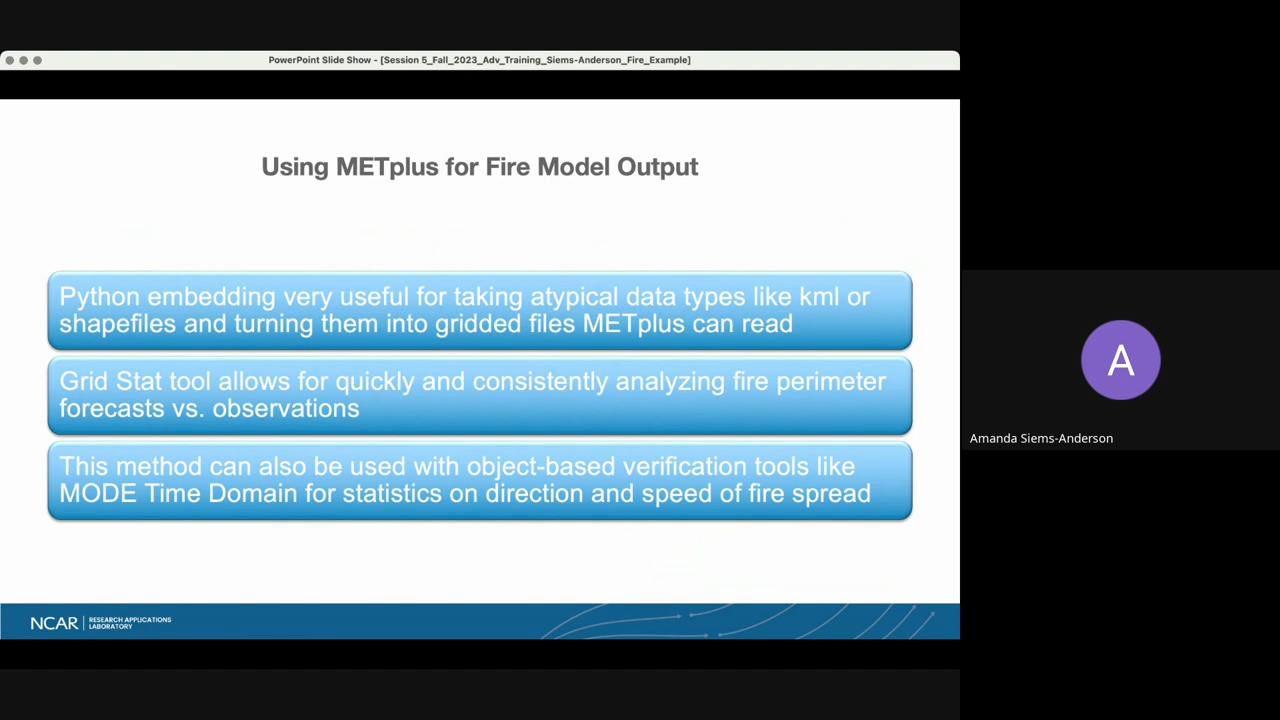 PowerPoint Slide Show - [Session 5_Fall_2023_Adv_Training_Siems-Anderson_Fire_Example]
Using METplus for Fire Model Output
Python embedding very useful for taking atypical data types like kml or
shapefiles and turning them into gridded files METplus can read
Grid Stat tool allows for quickly and consistently analyzing fire perimeter
forecasts vs. observations
This method can also be used with object-based verification tools like
MODE Time Domain for statistics on direction and speed of fire spread
A
Amanda Siems-Anderson
NCAR
RESEARCH APPLICATIONS
LABORATORY